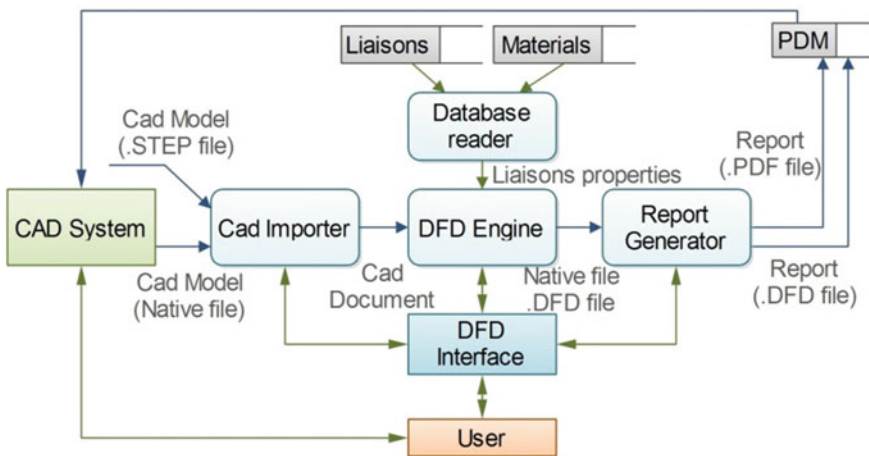 Liaisons
Materials
PDM
Cad Model
(.STEP file)
Database
reader
Report
(.PDF file)
Liaisons properties
CAD System
Cad Importer
DFD Engine
Report
Generator
Cad Model
(Native file)
Cad
Document
Native file
.DFD file
Report
(.DFD file)
DFD
Interface
User